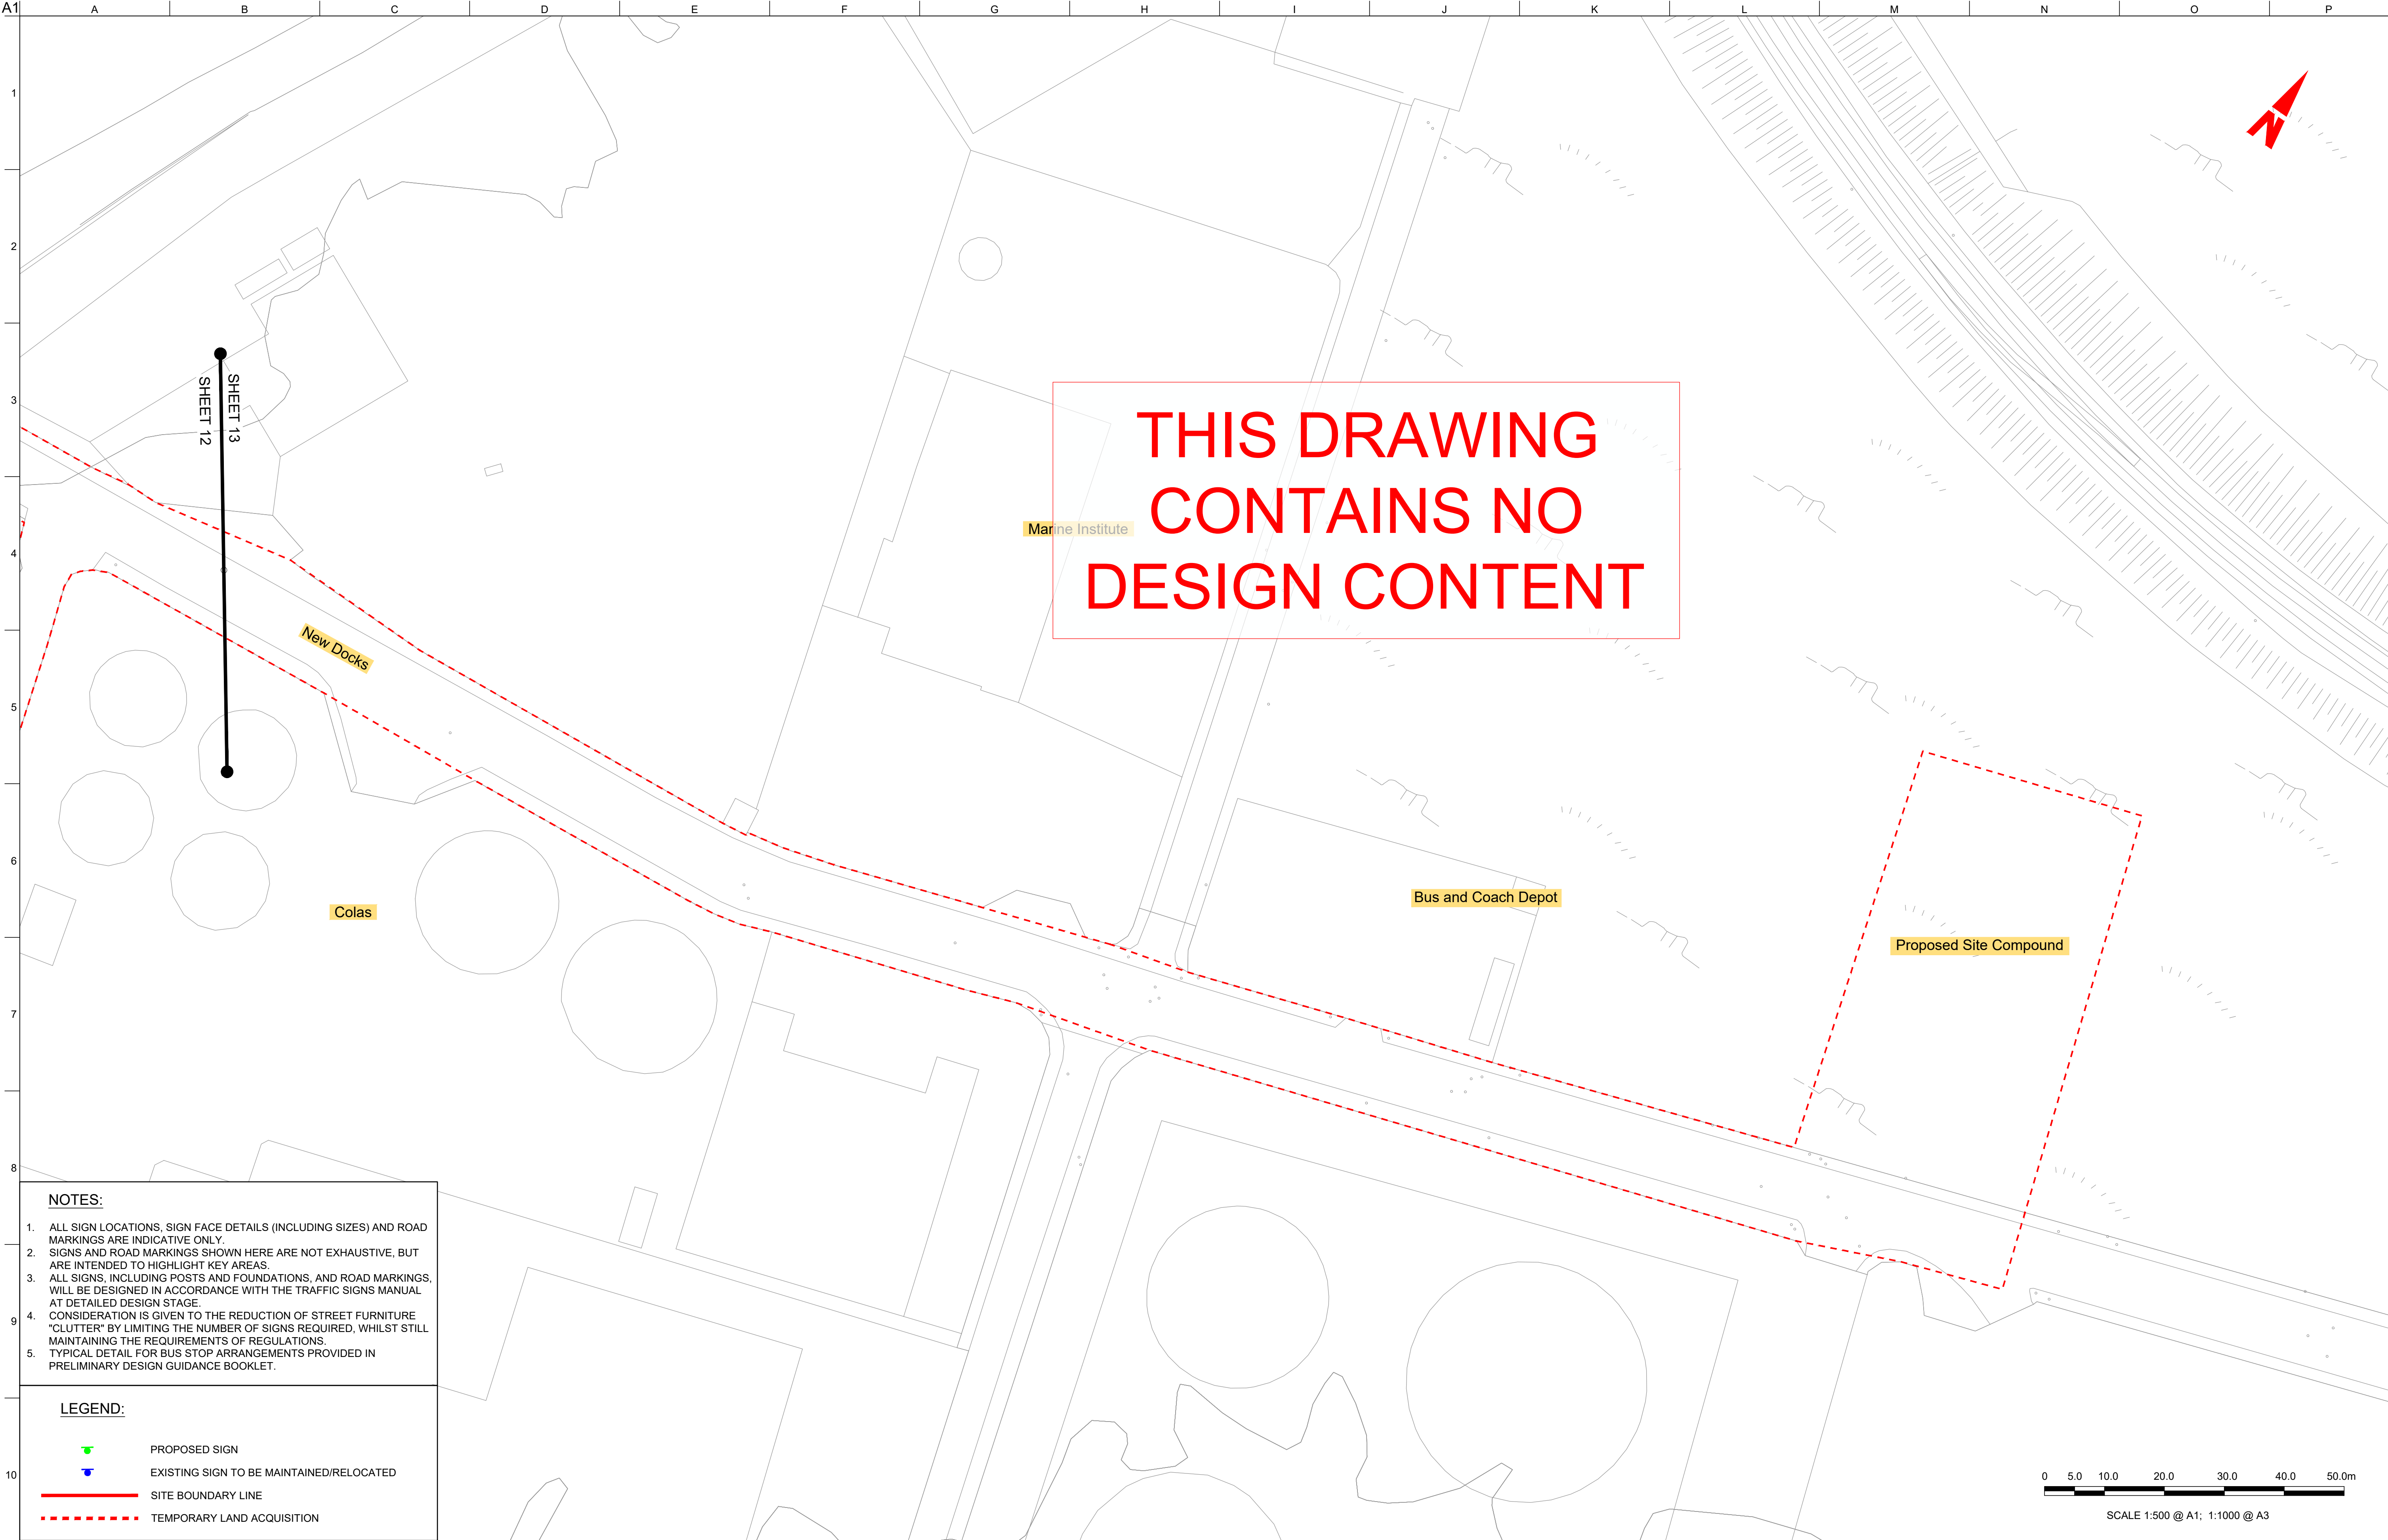 A1
A B C D E F G H I J K L M N O P
1
2
3
4
5
6
7
8
9
10
N
SHEET 13
SHEET 12
THIS DRAWING
CONTAINS NO
DESIGN CONTENT
Marine Institute
New Docks
Colas
Bus and Coach Depot
Proposed Site Compound
NOTES:
1. ALL SIGN LOCATIONS, SIGN FACE DETAILS (INCLUDING SIZES) AND ROAD
MARKINGS ARE INDICATIVE ONLY.
2. SIGNS AND ROAD MARKINGS SHOWN HERE ARE NOT EXHAUSTIVE, BUT
ARE INTENDED TO HIGHLIGHT KEY AREAS.
3. ALL SIGNS, INCLUDING POSTS AND FOUNDATIONS, AND ROAD MARKINGS,
WILL BE DESIGNED IN ACCORDANCE WITH THE TRAFFIC SIGNS MANUAL
AT DETAILED DESIGN STAGE.
4. CONSIDERATION IS GIVEN TO THE REDUCTION OF STREET FURNITURE
"CLUTTER" BY LIMITING THE NUMBER OF SIGNS REQUIRED, WHILST STILL
MAINTAINING THE REQUIREMENTS OF REGULATIONS.
5. TYPICAL DETAIL FOR BUS STOP ARRANGEMENTS PROVIDED IN
PRELIMINARY DESIGN GUIDANCE BOOKLET.
LEGEND:
PROPOSED SIGN
EXISTING SIGN TO BE MAINTAINED/RELOCATED
SITE BOUNDARY LINE
TEMPORARY LAND ACQUISITION
0 5.0 10.0 20.0 30.0 40.0 50.0m
SCALE 1:500 @ A1; 1:1000 @ A3